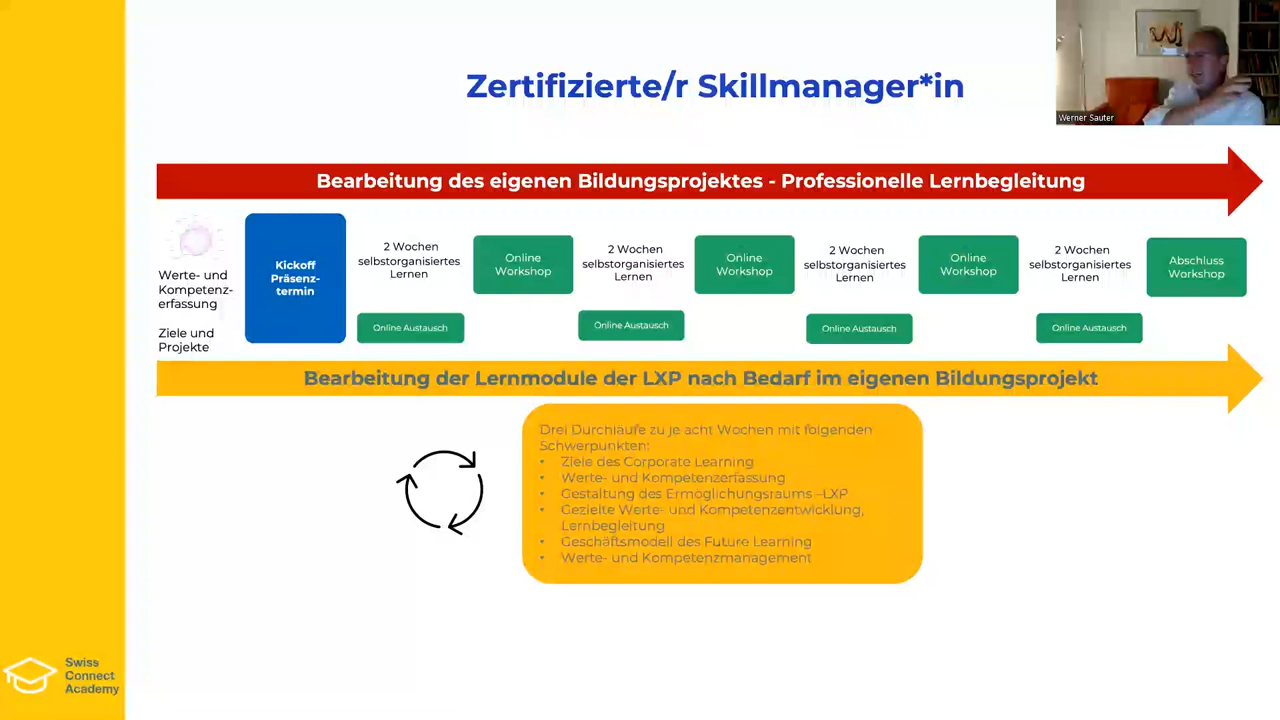 Zertifizierte/r Skillmanager*in
Werner Sauter
Bearbeitung des eigenen Bildungsprojektes - Professionelle Lernbegleitung
Werte- und
Kompetenz-
erfassung
Ziele und
Projekte
Kickoff
Präsenz-
termin
2 Wochen
selbstorganisiertes
Lernen
Online Austausch
Online
Workshop
2 Wochen
selbstorganisiertes
Lernen
Online Austausch
Online
Workshop
2 Wochen
selbstorganisiertes
Lernen
Online Austausch
Online
Workshop
2 Wochen
selbstorganisiertes
Lernen
Online Austausch
Abschluss
Workshop
Bearbeitung der Lernmodule der LXP nach Bedarf im eigenen Bildungsprojekt
Drei Durchläufe zu je acht Wochen mit folgenden
Schwerpunkten:
• Ziele des Corporate Learning
• Werte- und Kompetenzerfassung
• Gestaltung des Ermöglichungsraums –LXP
• Gezielte Werte- und Kompetenzentwicklung,
Lernbegleitung
• Geschäftsmodell des Future Learning
• Werte- und Kompetenzmanagement
Swiss
Connect
Academy